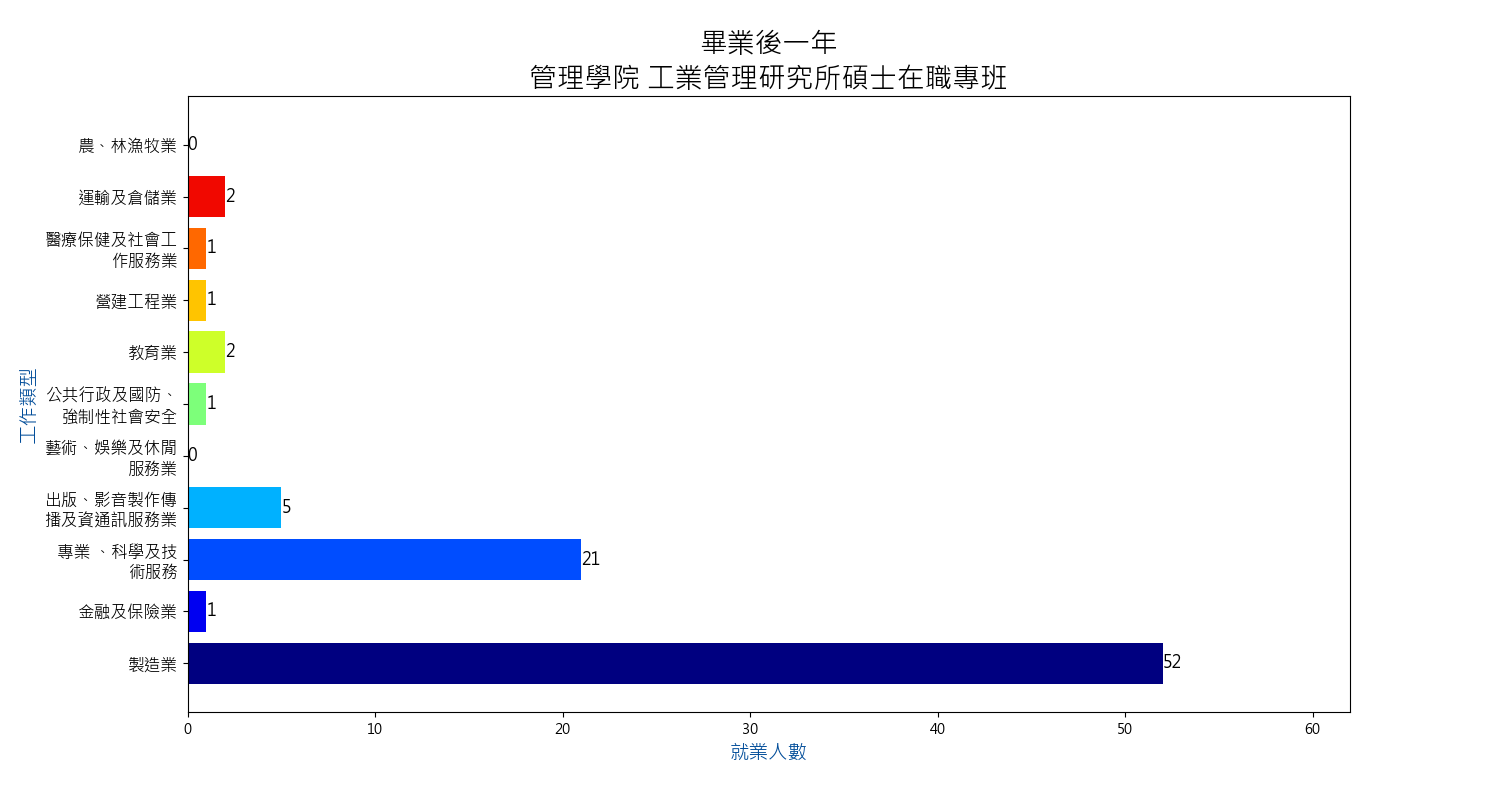 畢業後一年
管理學院 工業管理研究所碩士在職專班
農、林漁牧業
0
運輸及倉儲業
2
醫療保健及社會工
作服務業
1
營建工程業
1
教育業
2
公共行政及國防、
強制性社會安全
1
藝術、娛樂及休閒
服務業
0
出版、影音製作傳
播及資通訊服務業
5
專業 、科學及技
術服務
21
金融及保險業
1
製造業
52
工作類型
0 10 20 30 40 50 60
就業人數